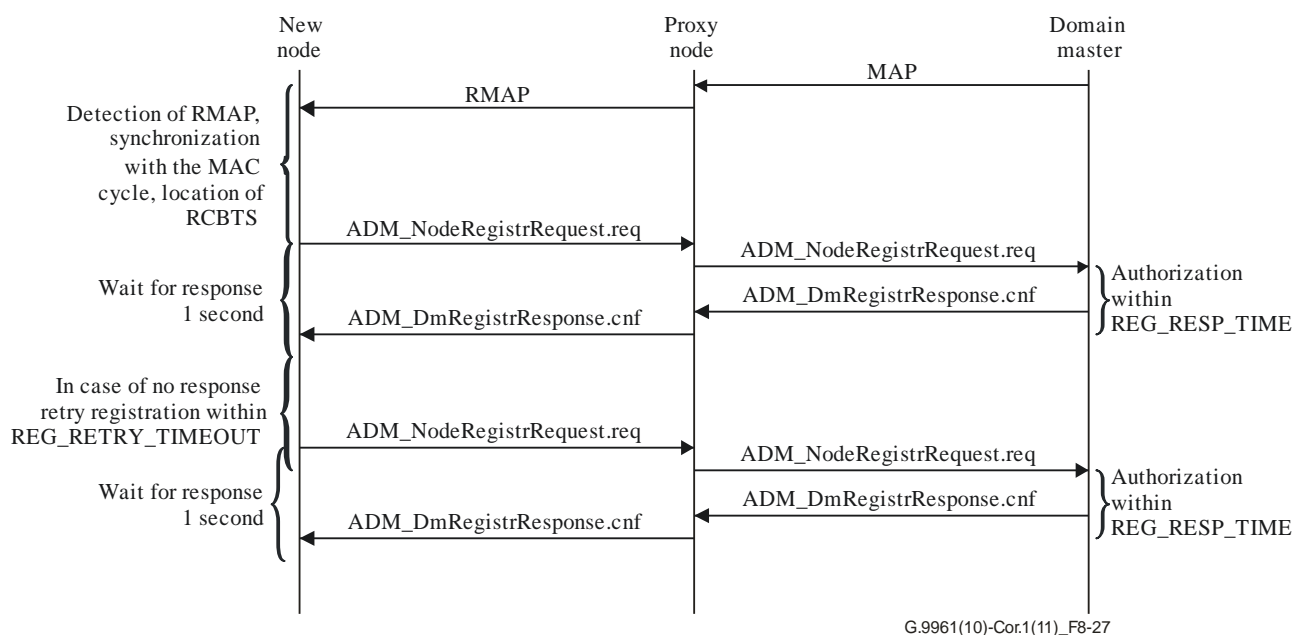 New
node
Proxy
node
Domain
master
MAP
RMAP
Detection of RMAP,
synchronization
with the MAC
cycle, location of
RCBTS
ADM_NodeRegistrRequest.req
ADM_NodeRegistrRequest.req
Wait for response
1 second
ADM_DmRegistrResponse.cnf
ADM_DmRegistrResponse.cnf
Authorization
within
REG_RESP_TIME
In case of no response
retry registration within
REG_RETRY_TIMEOUT
ADM_NodeRegistrRequest.req
ADM_NodeRegistrRequest.req
Wait for response
1 second
ADM_DmRegistrResponse.cnf
ADM_DmRegistrResponse.cnf
Authorization
within
REG_RESP_TIME
G.9961(10)-Cor.1(11)_F8-27